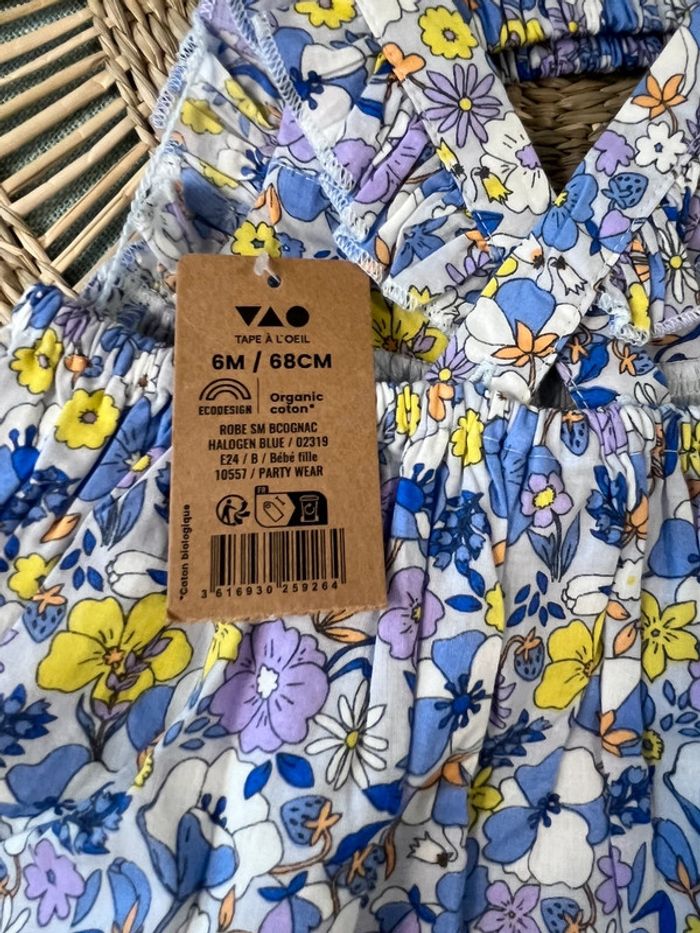 TAPE À L'OEIL
6M / 68CM
ECODESIGN
Organic
coton*
ROBE SM BCOGNAC
HALOGEN BLUE / 02319
E24 / B / Bébé fille
10557 / PARTY WEAR
FR
*Coton biologique
3 616930 259264